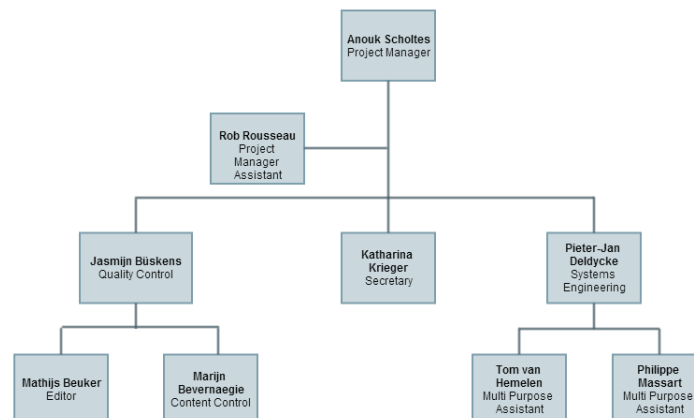 Anouk Scholtes
Project Manager
Rob Rousseau
Project
Manager
Assistant
Jasmijn Büskens
Quality Control
Katharina
Krieger
Secretary
Pieter-Jan
Deldycke
Systems
Engineering
Mathijs Beuker
Editor
Marijn
Bevernaegie
Content Control
Tom van
Hemelen
Multi Purpose
Assistant
Philippe
Massart
Multi Purpose
Assistant